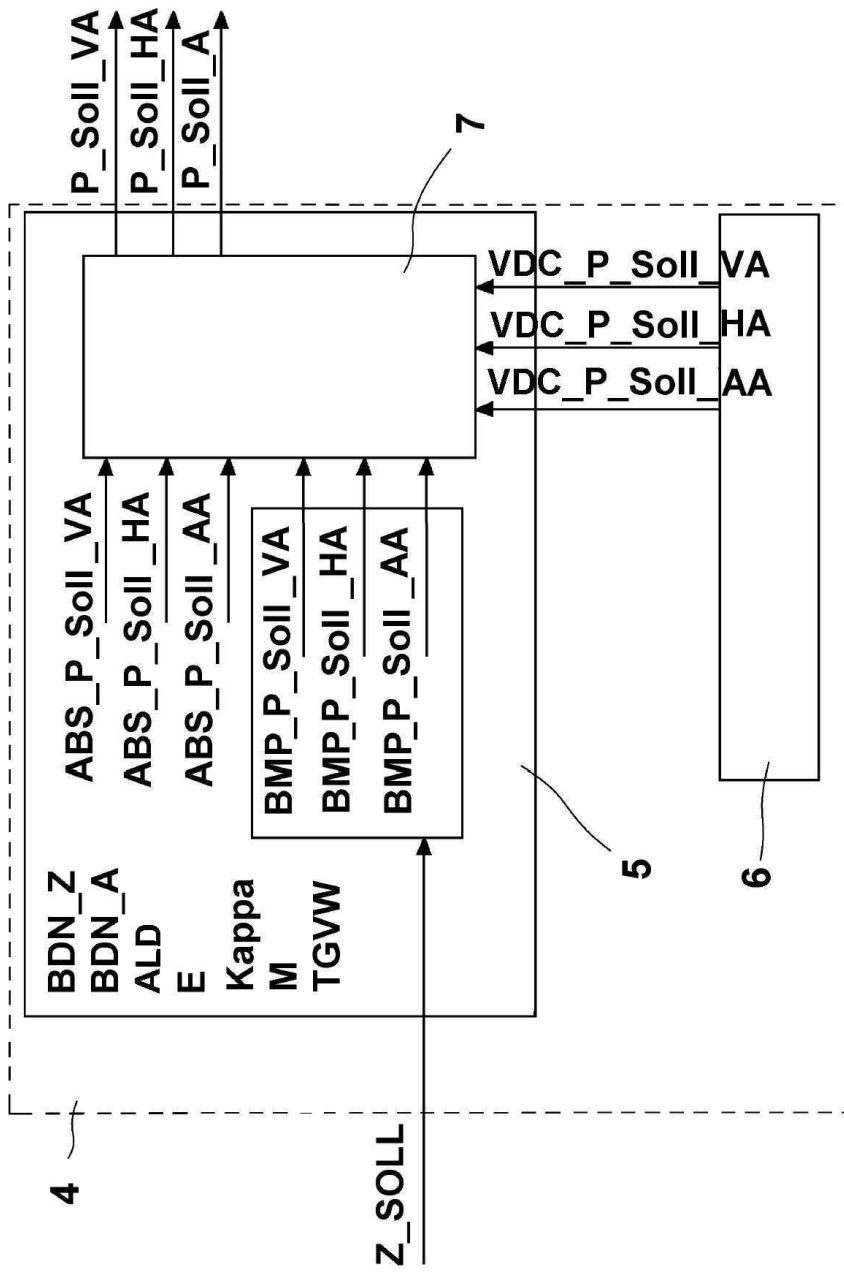 4
BDN_Z
BDN_A
ALD
E
Kappa
M
TGVW
ABS_P_Soll_VA
ABS_P_Soll_HA
ABS_P_Soll_AA
BMP_P_Soll_VA
BMP_P_Soll_HA
BMP_P_Soll_AA
P_Soll_VA
P_Soll_HA
P_Soll_A
7
Z_SOLL
VDC_P_Soll_VA
VDC_P_Soll_HA
VDC_P_Soll_AA
5
6